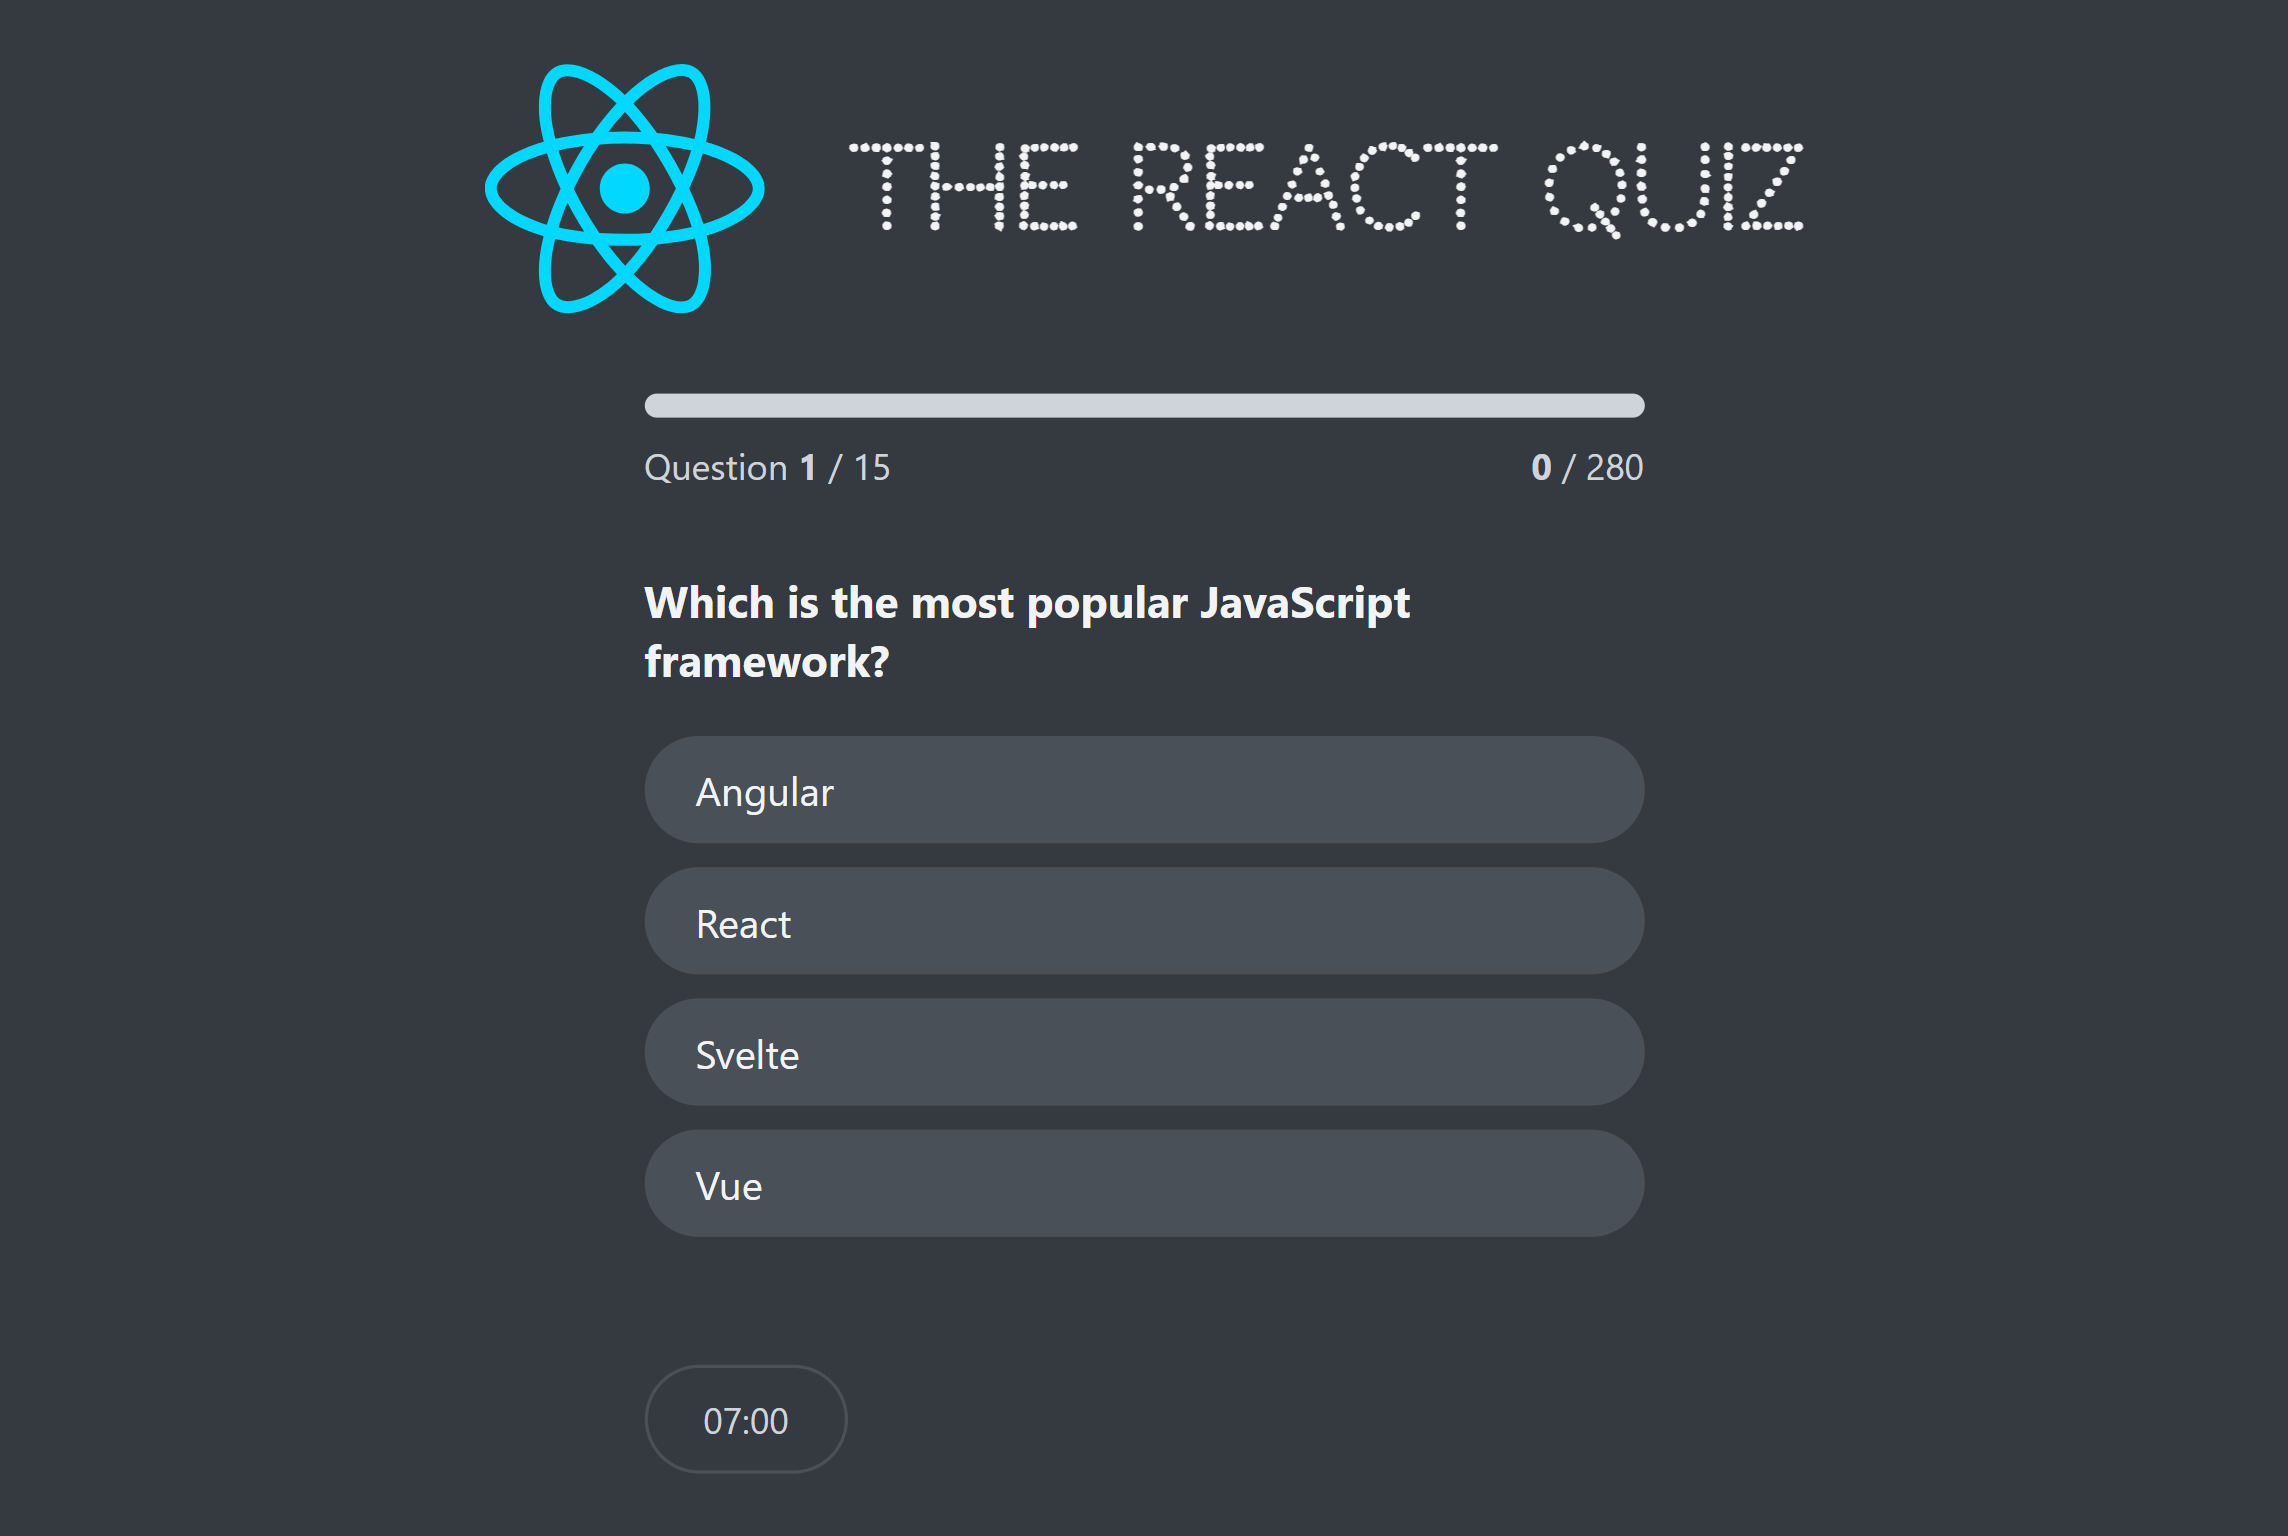 THE REACT QUIZ
Question 1 / 15
0 / 280
Which is the most popular JavaScript
framework?
Angular
React
Svelte
Vue
07:00